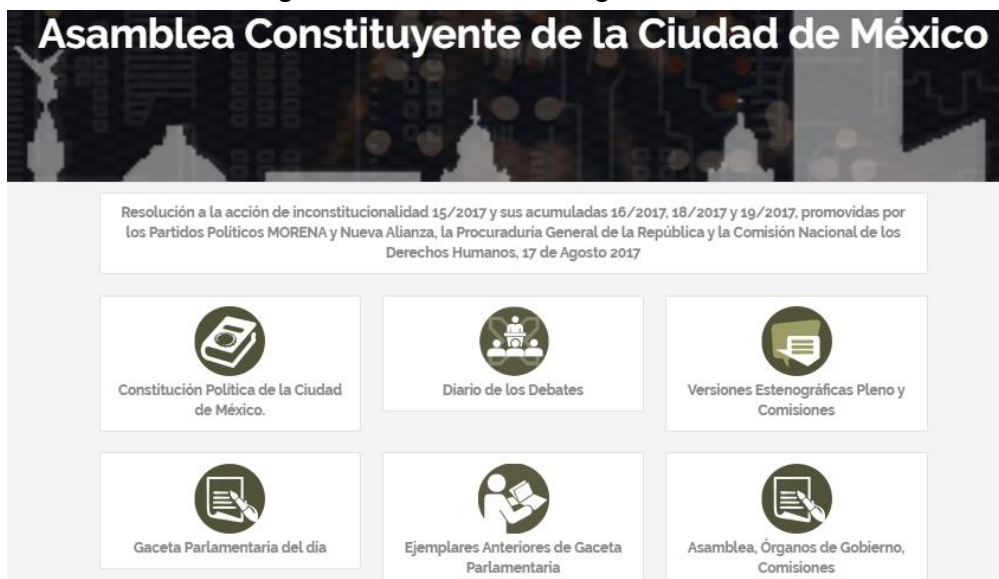 Asamblea Constituyente de la Ciudad de México
Resolución a la acción de inconstitucionalidad 15/2017 y sus acumuladas 16/2017, 18/2017 y 19/2017, promovidas por
los Partidos Políticos MORENA y Nueva Alianza, la Procuraduría General de la República y la Comisión Nacional de los
Derechos Humanos, 17 de Agosto 2017
Constitución Política de la Ciudad
de México.
Diario de los Debates
Versiones Estenográficas Pleno y
Comisiones
Gaceta Parlamentaria del día
Ejemplares Anteriores de Gaceta
Parlamentaria
Asamblea, Órganos de Gobierno,
Comisiones